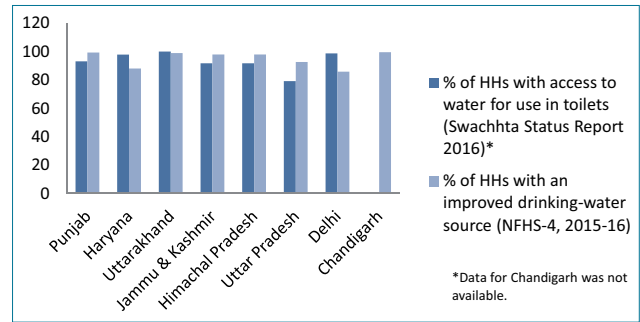 120
100
80
60
40
20
0
Punjab
Haryana
Uttarakhand
Jammu & Kashmir
Himachal Pradesh
Uttar Pradesh
Delhi
Chandigarh
% of HHs with access to
water for use in toilets
(Swachhta Status Report
2016)*
% of HHs with an
improved drinking-water
source (NFHS-4, 2015-16)
*Data for Chandigarh was not
available.